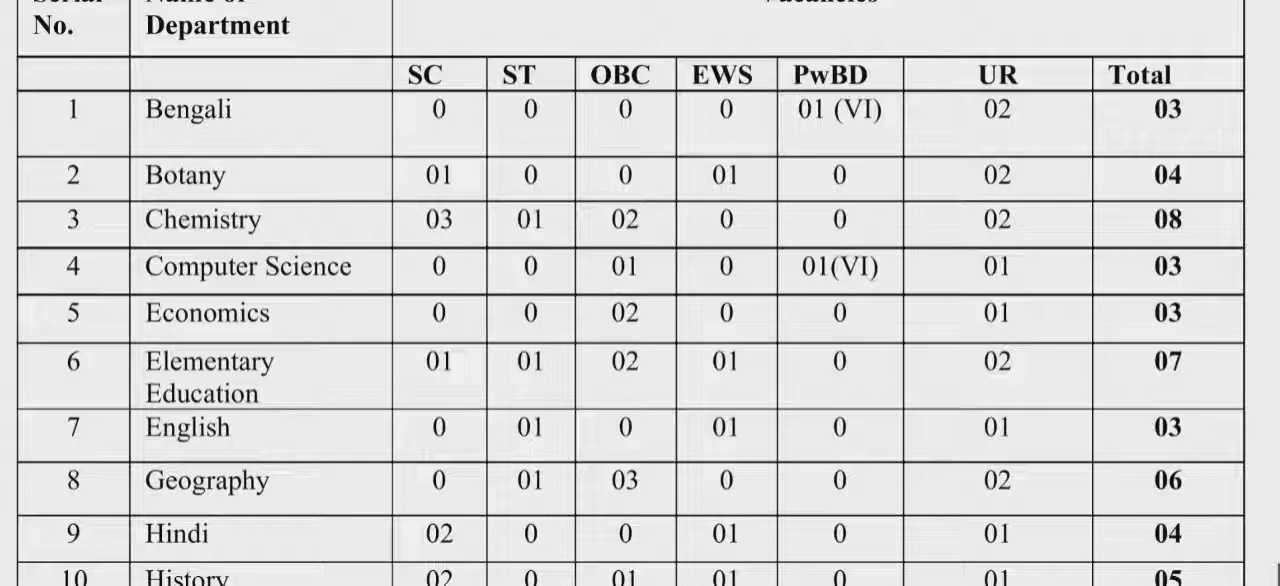 Serial Name of Vacancies
No. Department
SC ST OBC EWS PwBD UR Total
1 Bengali 0 0 0 0 01 (VI) 02 03
2 Botany 01 0 0 01 0 02 04
3 Chemistry 03 01 02 0 0 02 08
4 Computer Science 0 0 01 0 01(VI) 01 03
5 Economics 0 0 02 0 0 01 03
6 Elementary 01 01 02 01 0 02 07
Education
7 English 0 01 0 01 0 01 03
8 Geography 0 01 03 0 0 02 06
9 Hindi 02 0 0 01 0 01 04
10 History 02 0 01 01 0 01 05